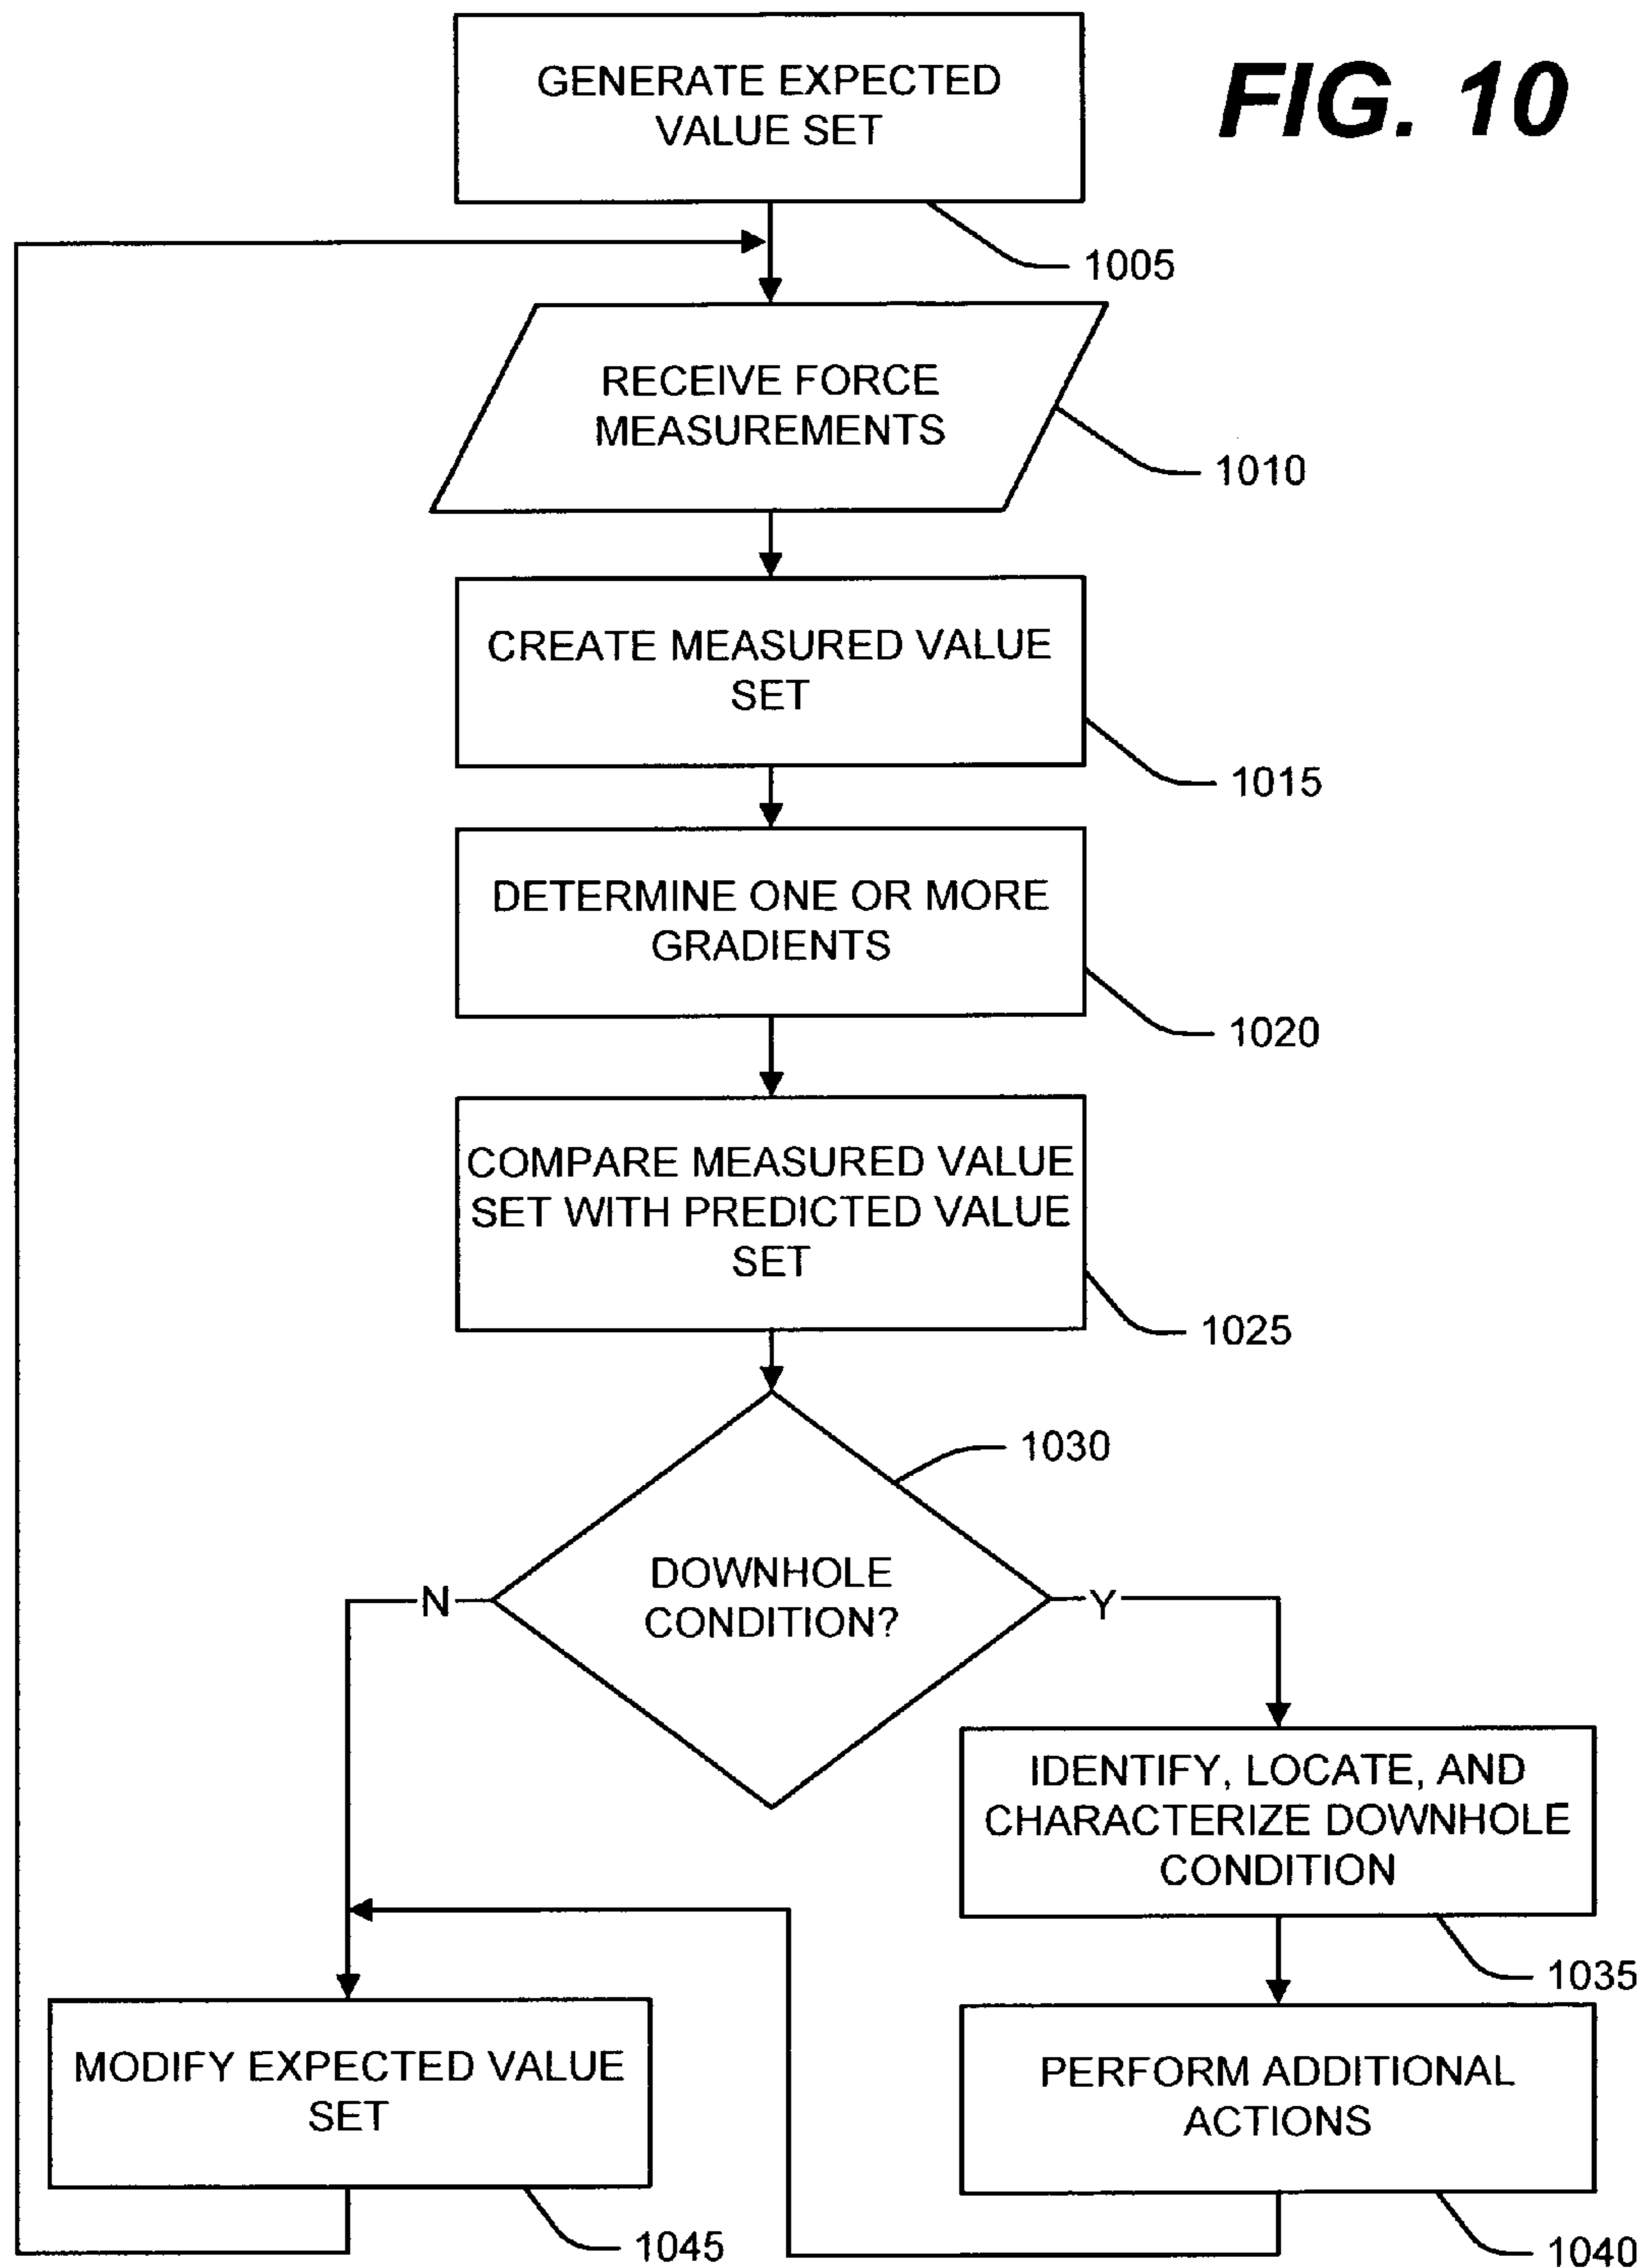 GENERATE EXPECTED
VALUE SET
FIG. 10
1005
RECEIVE FORCE
MEASUREMENTS
1010
CREATE MEASURED VALUE
SET
1015
DETERMINE ONE OR MORE
GRADIENTS
1020
COMPARE MEASURED VALUE
SET WITH PREDICTED VALUE
SET
1025
1030
DOWNHOLE
CONDITION?
N
Y
IDENTIFY, LOCATE, AND
CHARACTERIZE DOWNHOLE
CONDITION
1035
MODIFY EXPECTED VALUE
SET
1045
PERFORM ADDITIONAL
ACTIONS
1040